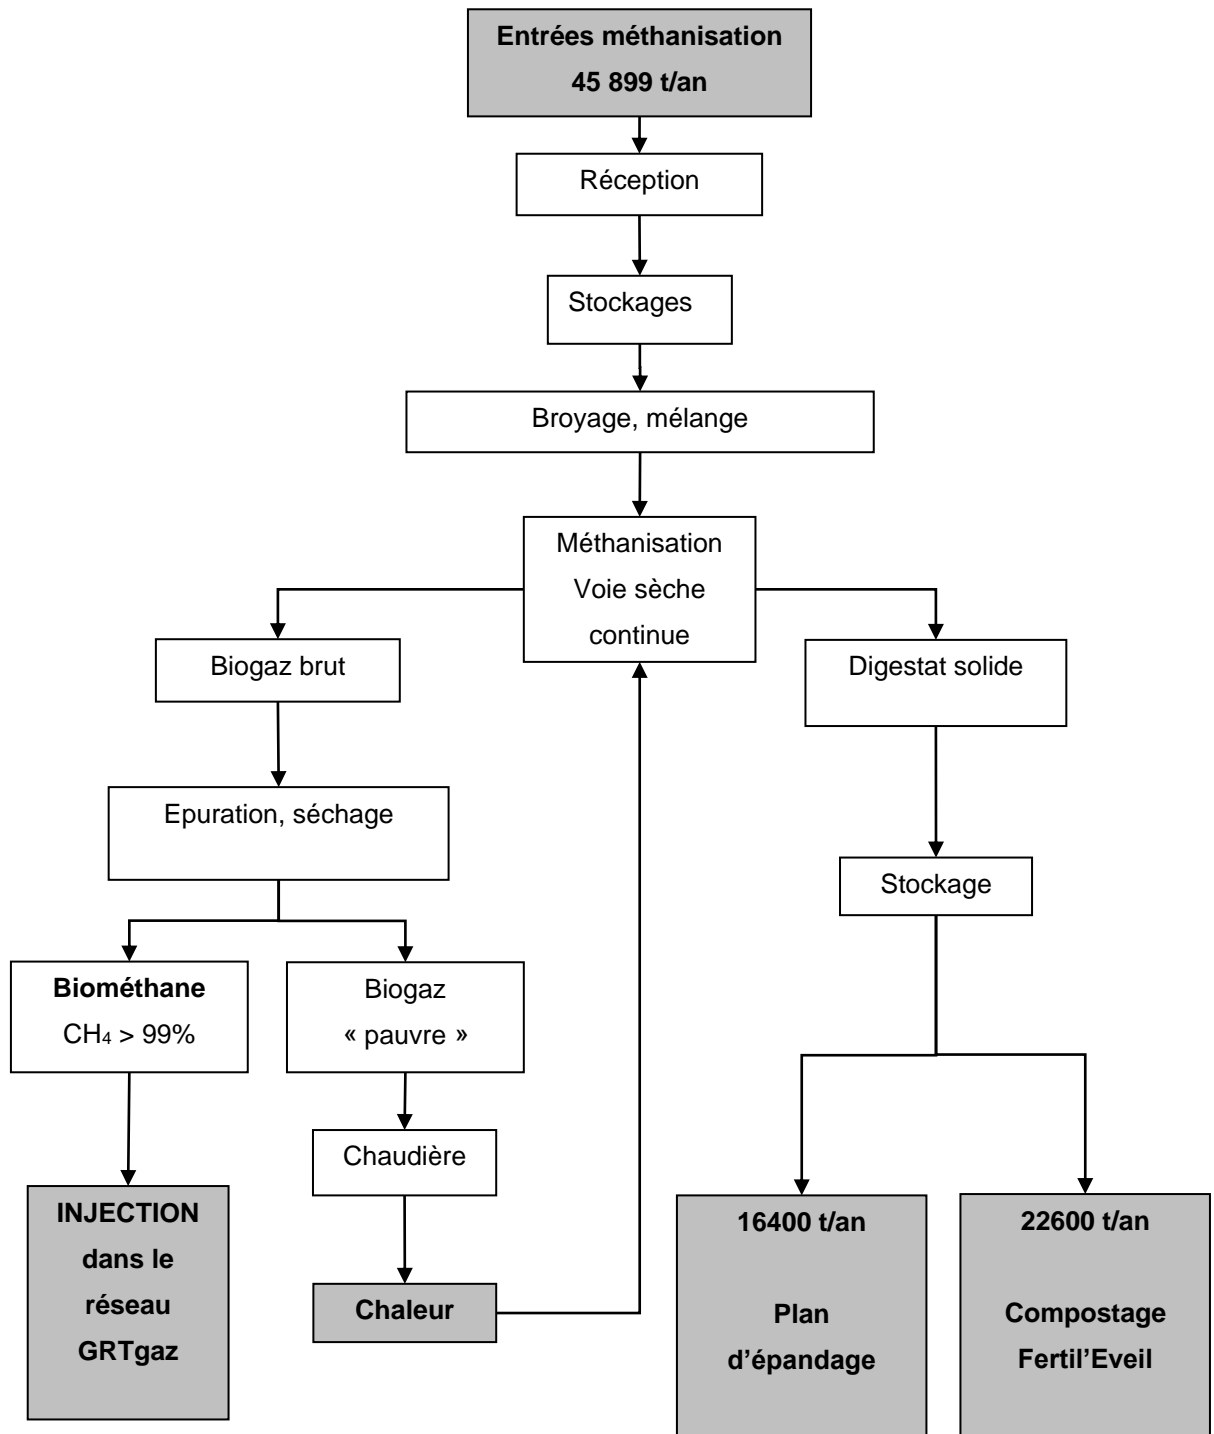 Entrées méthanisation
45 899 t/an
Réception
Stockages
Broyage, mélange
Méthanisation
Voie sèche
continue
Biogaz brut
Digestat solide
Epuration, séchage
Stockage
Biométhane
CH₄ > 99%
Biogaz
« pauvre »
Chaudière
INJECTION
dans le
réseau
GRTgaz
Chaleur
16400 t/an
Plan
d’épandage
22600 t/an
Compostage
Fertil’Eveil